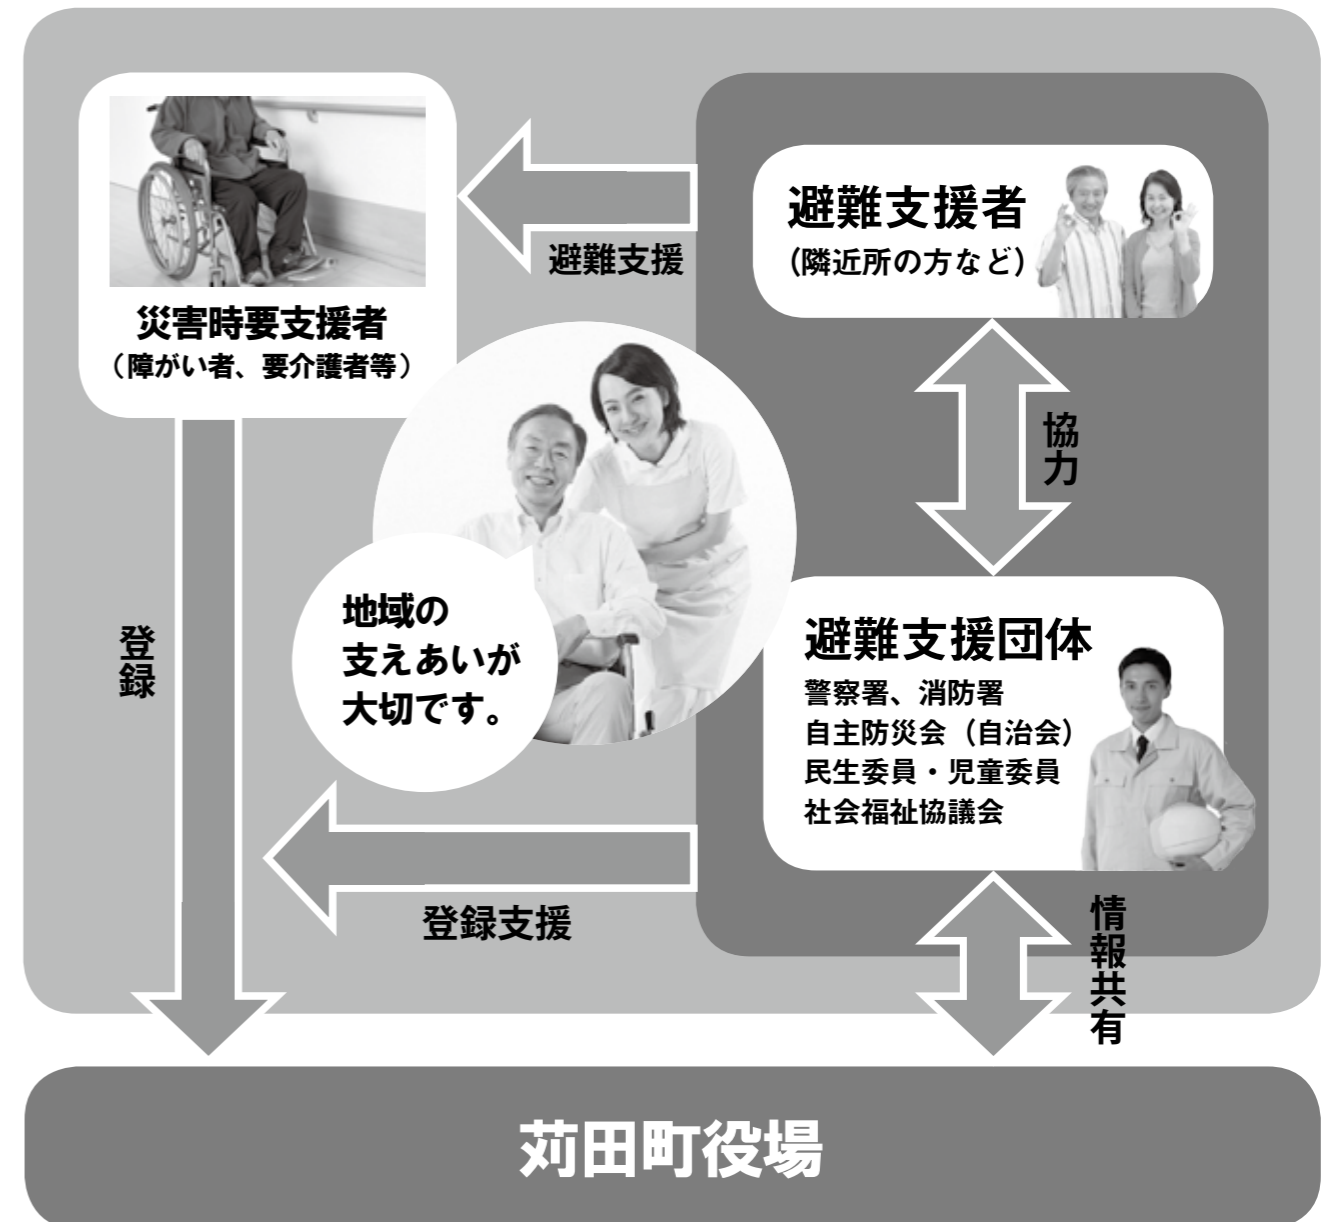 災害時要支援者
（障がい者、要介護者等）
避難支援
避難支援者
(隣近所の方など)
協力
地域の
支えあいが
大切です。
避難支援団体
警察署、消防署
自主防災会（自治会）
民生委員・児童委員
社会福祉協議会
登録
登録支援
情報共有
苅田町役場